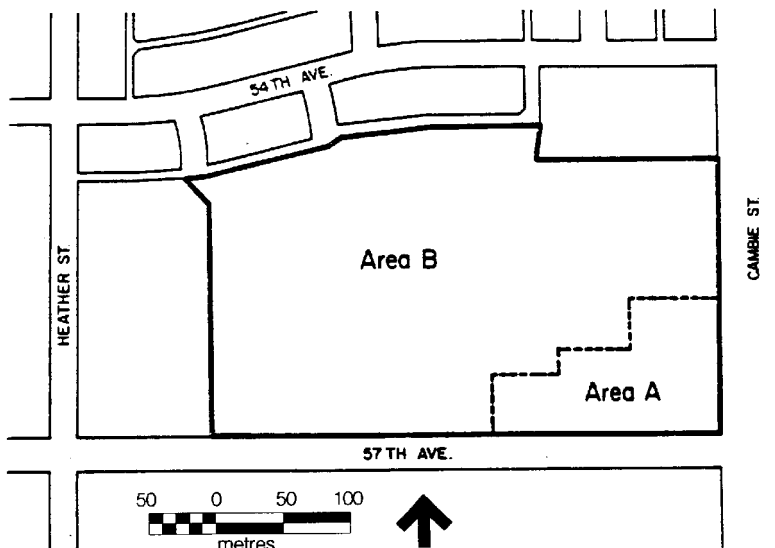 54TH AVE.
CAMBIE ST.
Area B
HEATHER ST.
Area A
57TH AVE.
50 0 50 100
metres